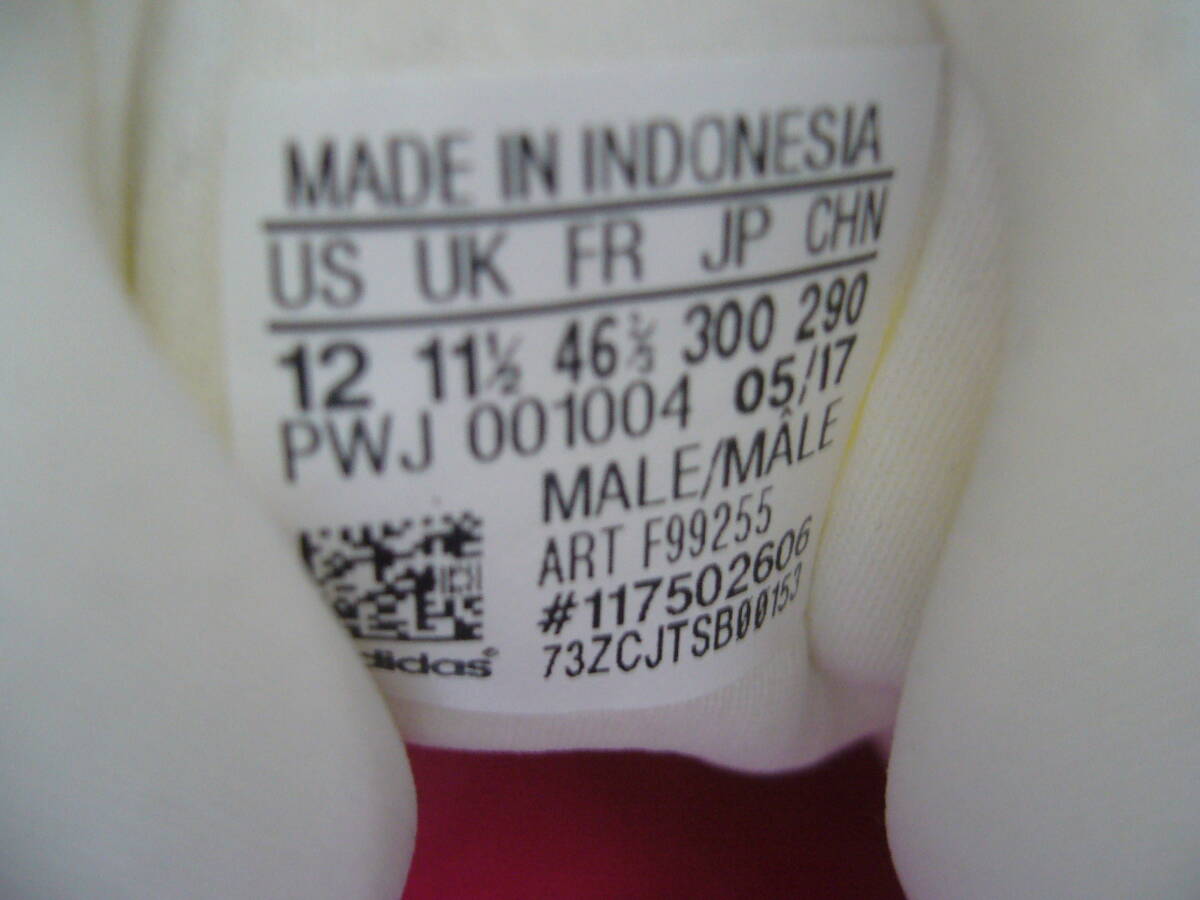 MADE IN INDONESIA
US UK FR JP CHN
12 11½ 46⅔ 300 290
PWJ 001004 05/17
MALE/MÂLE
ART F99255
#117502606
73ZCJTSB00153
adidas